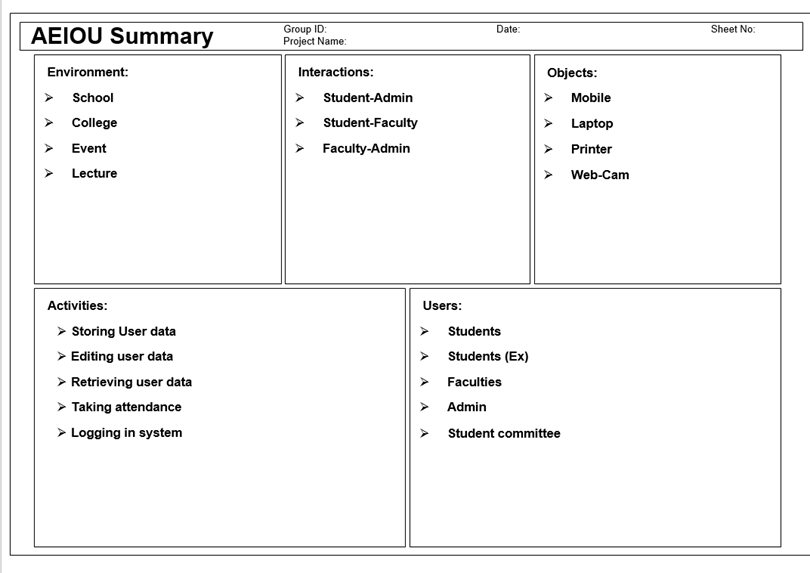 AEIOU Summary
Group ID:
Date:
Sheet No:
Project Name:
Environment:
➢ School
➢ College
➢ Event
➢ Lecture
Interactions:
➢ Student-Admin
➢ Student-Faculty
➢ Faculty-Admin
Objects:
➢ Mobile
➢ Laptop
➢ Printer
➢ Web-Cam
Activities:
➢ Storing User data
➢ Editing user data
➢ Retrieving user data
➢ Taking attendance
➢ Logging in system
Users:
➢ Students
➢ Students (Ex)
➢ Faculties
➢ Admin
➢ Student committee